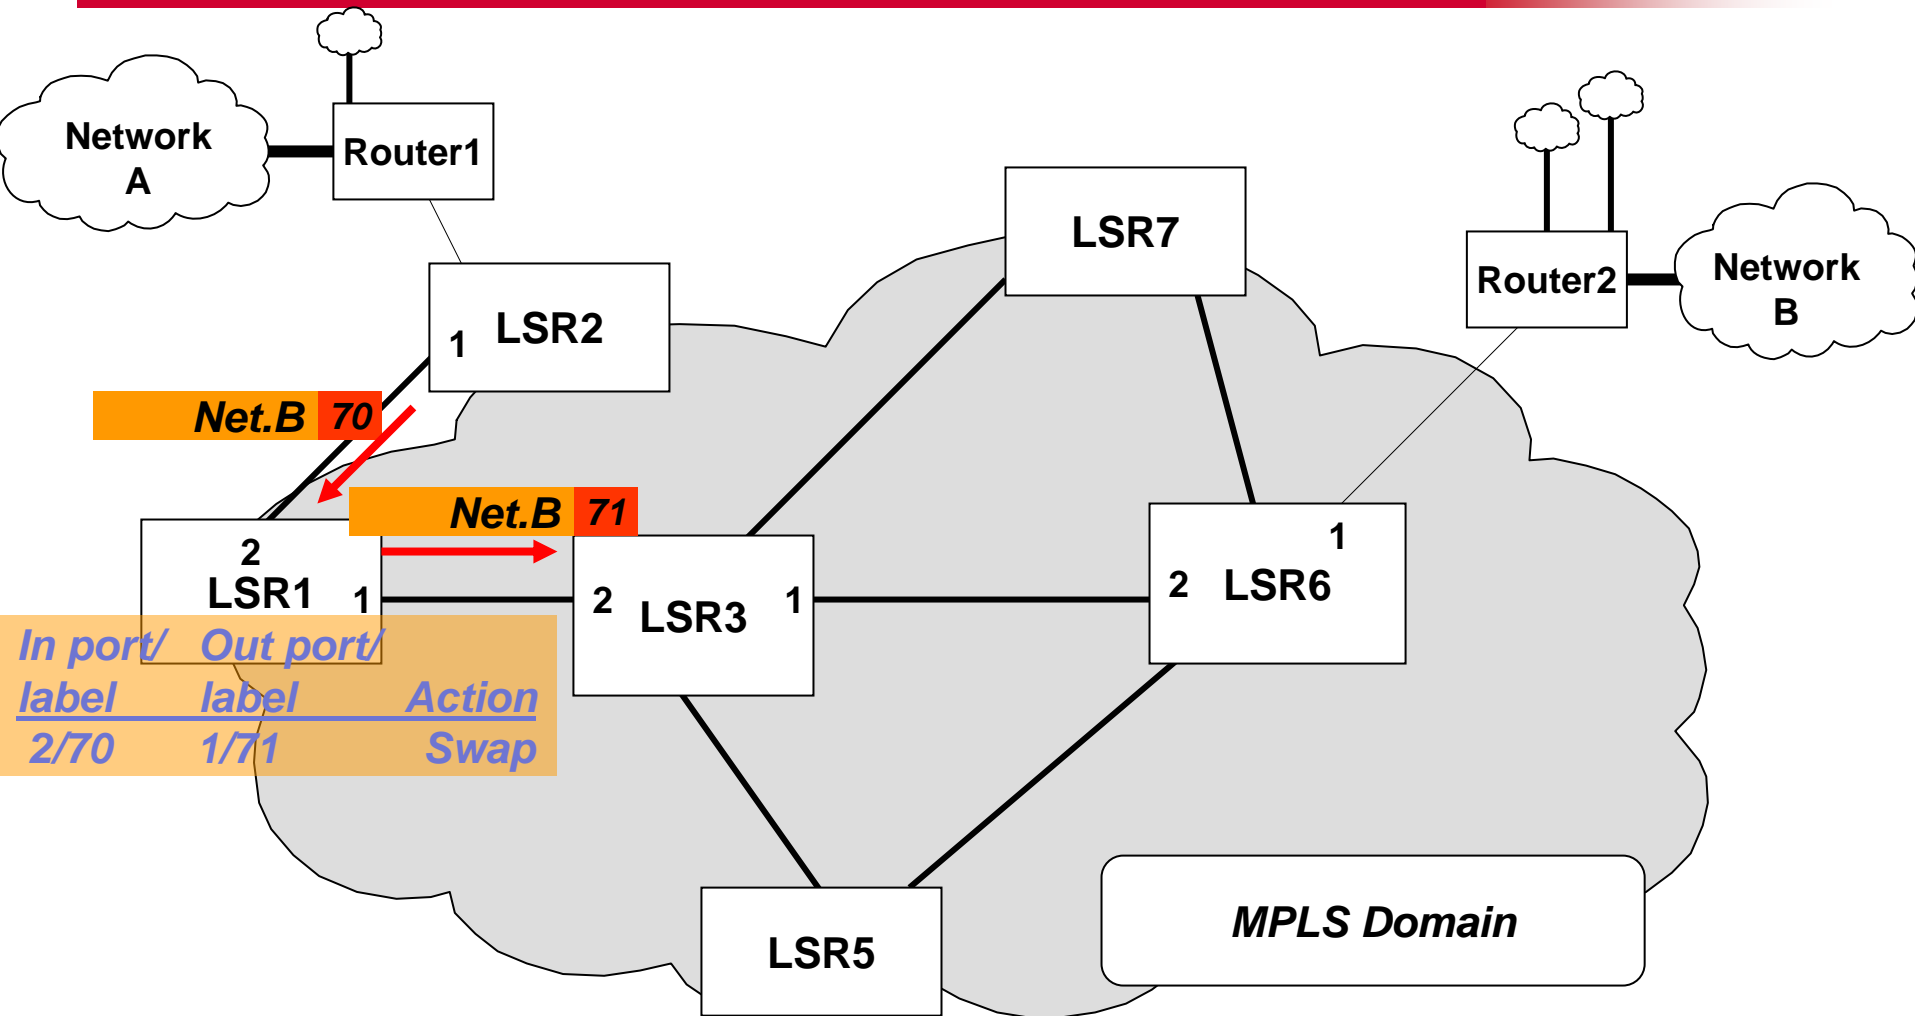 Network
A
Router1
LSR7
Router2
Network
B
LSR2
1
Net.B 70
Net.B 71
2
LSR1
1
2
LSR3
1
1
2
LSR6
In port/ Out port/
label label Action
2/70 1/71 Swap
LSR5
MPLS Domain